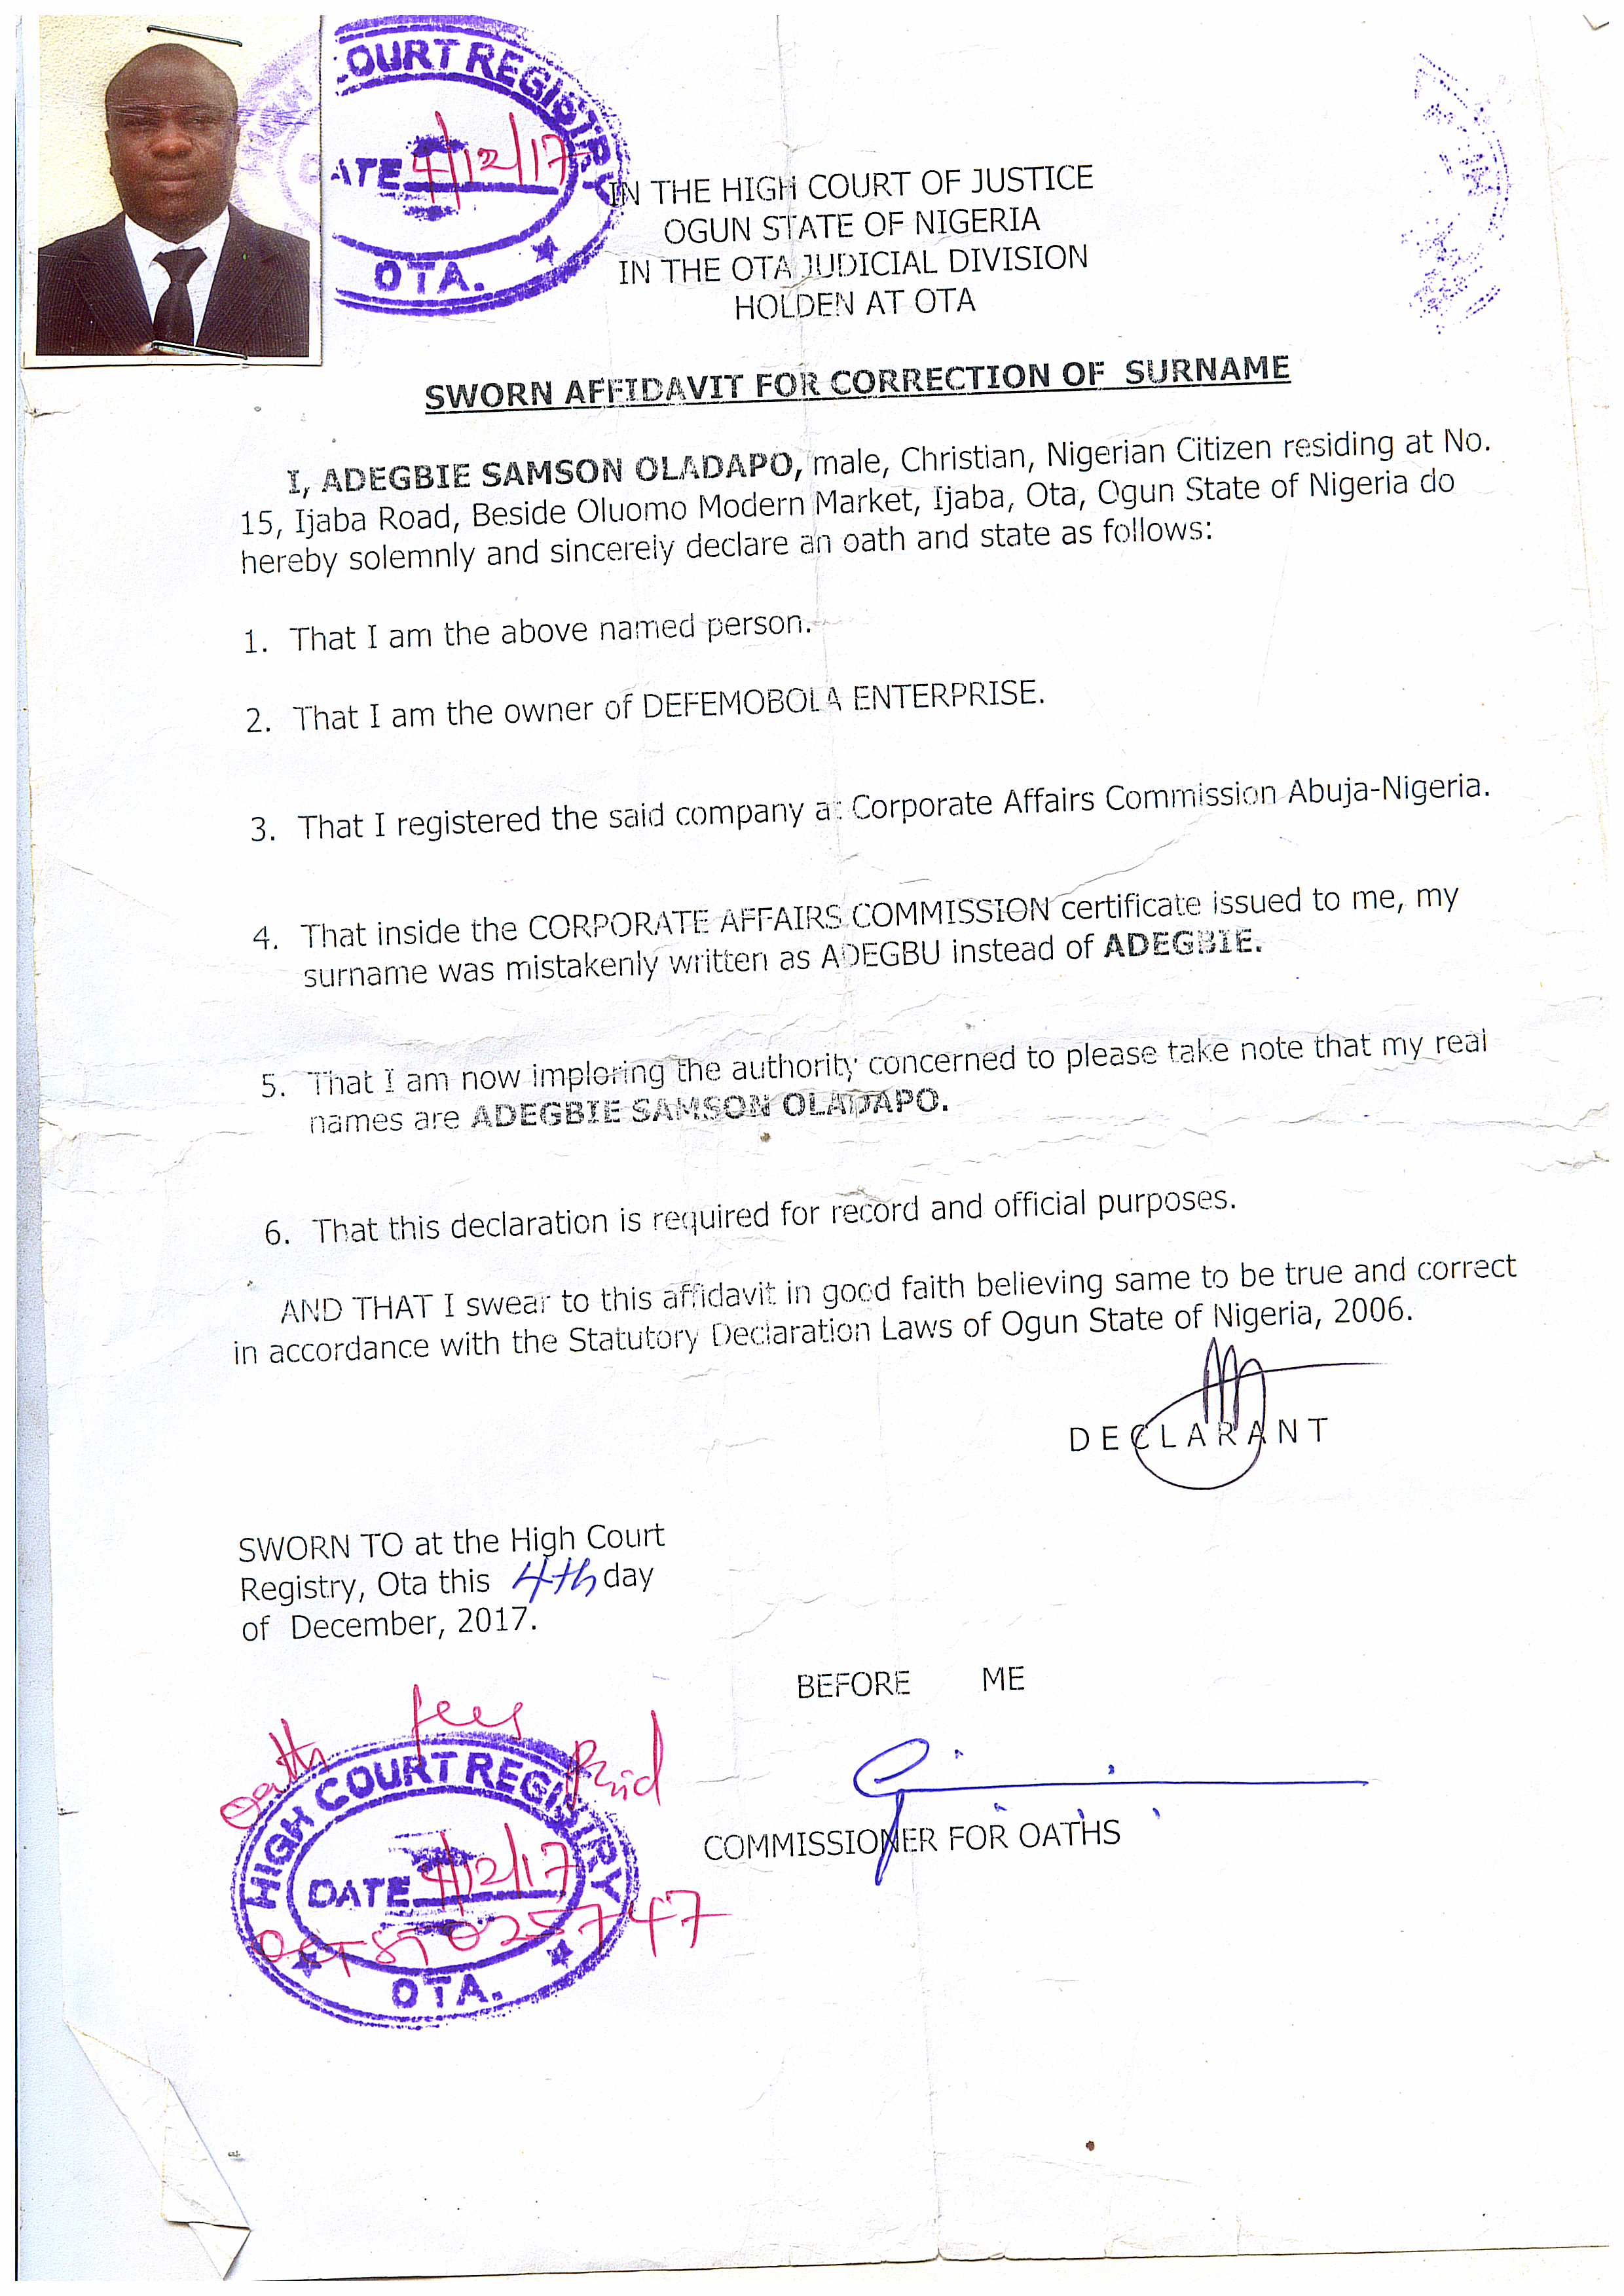 COURT REGISTRY
DATE 4/12/17
OTA.
IN THE HIGH COURT OF JUSTICE
OGUN STATE OF NIGERIA
IN THE OTA JUDICIAL DIVISION
HOLDEN AT OTA
SWORN AFFIDAVIT FOR CORRECTION OF SURNAME
I, ADEGBIE SAMSON OLADAPO, male, Christian, Nigerian Citizen residing at No.
15, Ijaba Road, Beside Oluomo Modern Market, Ijaba, Ota, Ogun State of Nigeria do
hereby solemnly and sincerely declare an oath and state as follows:
1. That I am the above named person.
2. That I am the owner of DEFEMOBOLA ENTERPRISE.
3. That I registered the said company at Corporate Affairs Commission Abuja-Nigeria.
4. That inside the CORPORATE AFFAIRS COMMISSION certificate issued to me, my
surname was mistakenly written as ADEGBU instead of ADEGBIE.
5. That I am now imploring the authority concerned to please take note that my real
names are ADEGBIE SAMSON OLADAPO.
6. That this declaration is required for record and official purposes.
AND THAT I swear to this affidavit in good faith believing same to be true and correct
in accordance with the Statutory Declaration Laws of Ogun State of Nigeria, 2006.
DECLARANT
SWORN TO at the High Court
Registry, Ota this 4th day
of December, 2017.
BEFORE ME
oath fees Paid
COMMISSIONER FOR OATHS
HIGH COURT REGISTRY
DATE 4/12/17
OTA.